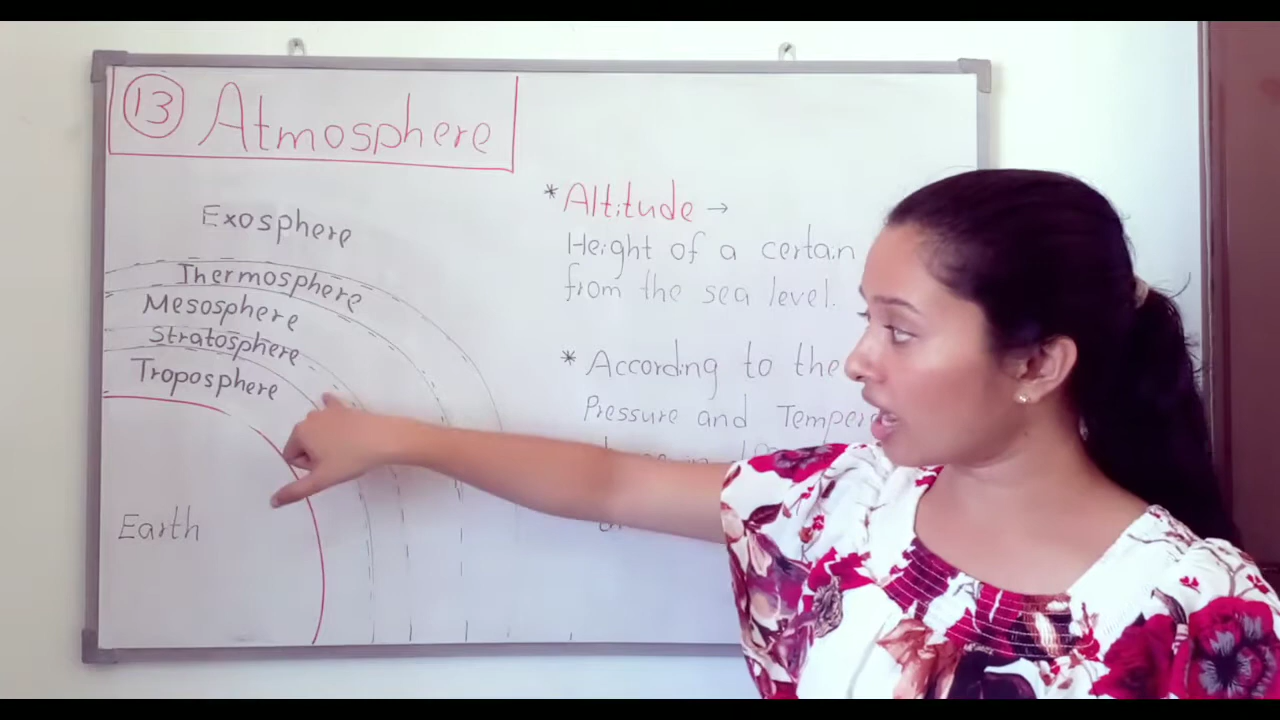 13 Atmosphere
Exosphere
Thermosphere
Mesosphere
Stratosphere
Troposphere
Earth
* Altitude →
Height of a certain
from the sea level.
* According to the
Pressure and